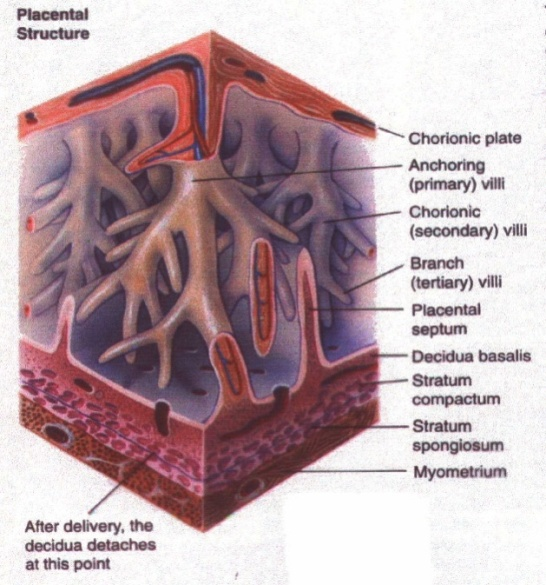 Placental
Structure
Chorionic plate
Anchoring
(primary) villi
Chorionic
(secondary) villi
Branch
(tertiary) villi
Placental
septum
Decidua basalis
Stratum
compactum
Stratum
spongiosum
Myometrium
After delivery, the
decidua detaches
at this point